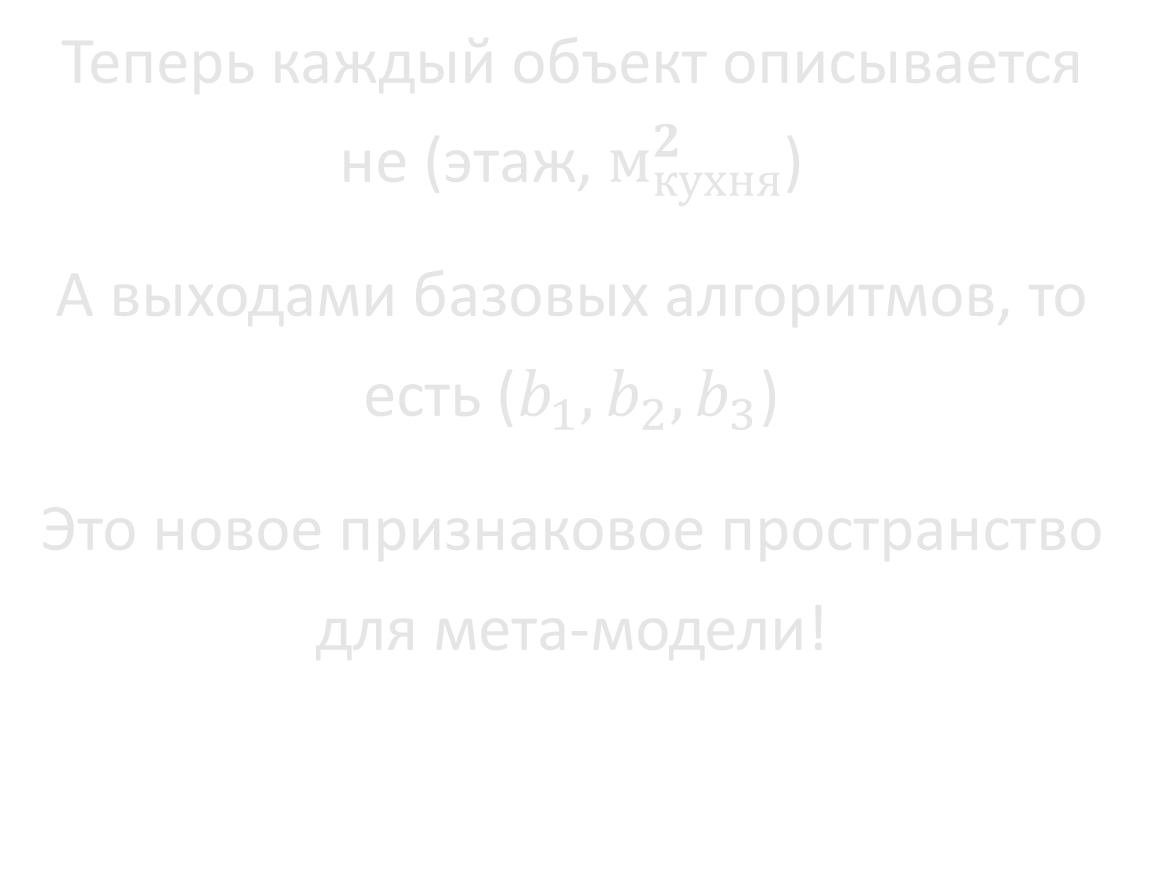 Теперь каждый объект описывается
не (этаж, м²кухня)
А выходами базовых алгоритмов, то
есть (b₁, b₂, b₃)
Это новое признаковое пространство
для мета-модели!